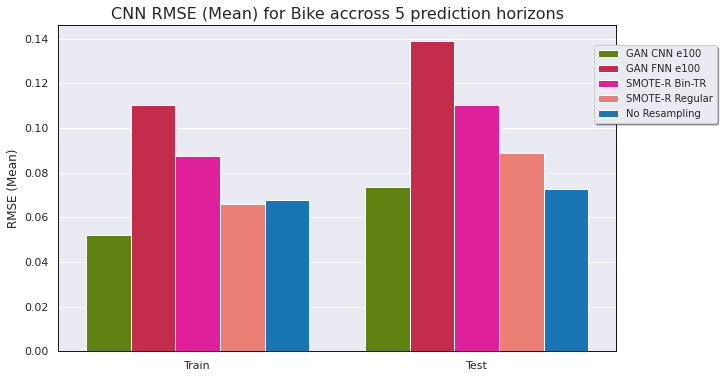 CNN RMSE (Mean) for Bike accross 5 prediction horizons
0.14
0.12
0.10
0.08
0.06
0.04
0.02
0.00
RMSE (Mean)
Train
Test
GAN CNN e100
GAN FNN e100
SMOTE-R Bin-TR
SMOTE-R Regular
No Resampling